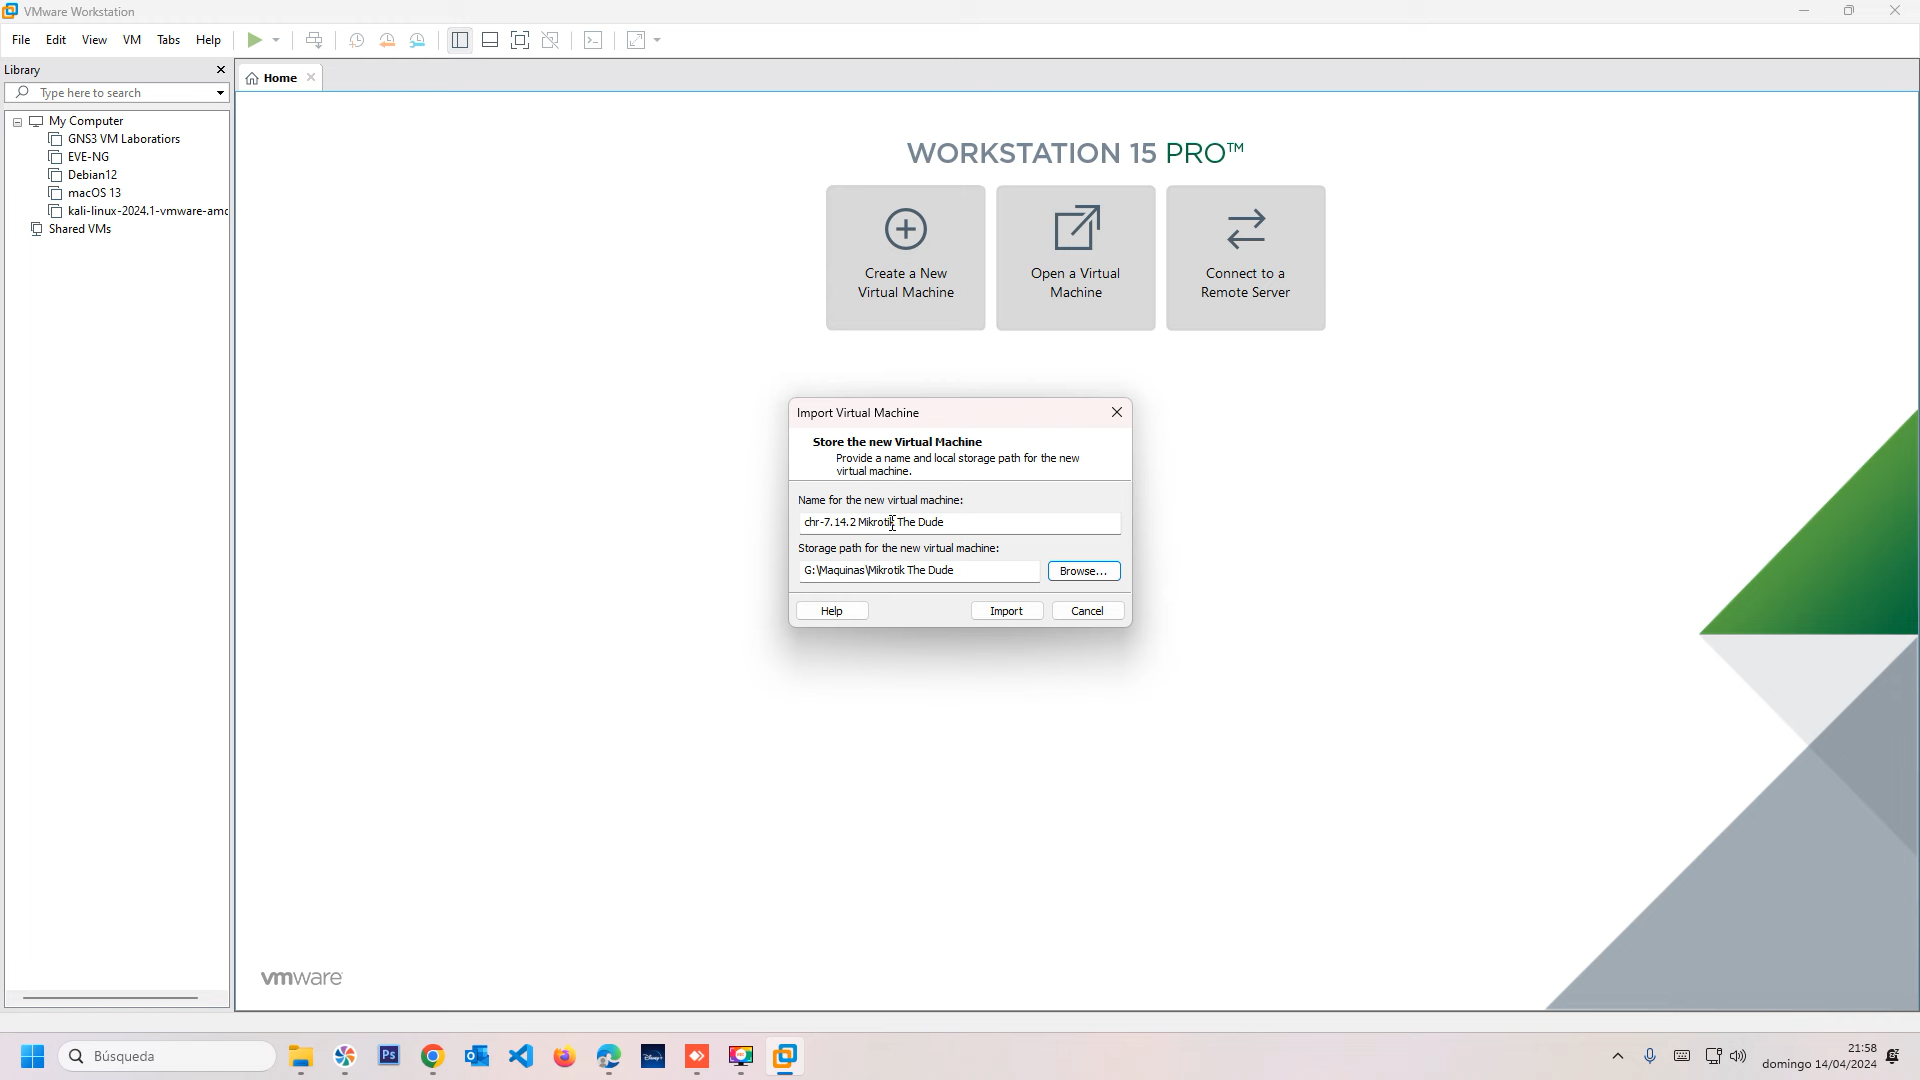 VMware Workstation
File Edit View VM Tabs Help
Library
Type here to search
My Computer
GNS3 VM Laboratiors
EVE-NG
Debian12
macOS 13
kali-linux-2024.1-vmware-amd
Shared VMs
Home
WORKSTATION 15 PRO™
Create a New
Virtual Machine
Open a Virtual
Machine
Connect to a
Remote Server
Import Virtual Machine
Store the new Virtual Machine
Provide a name and local storage path for the new
virtual machine.
Name for the new virtual machine:
chr-7.14.2 Mikrotik The Dude
Storage path for the new virtual machine:
G:\Maquinas\Mikrotik The Dude
Browse...
Help
Import
Cancel
vmware
Búsqueda
Ps
21:58
domingo 14/04/2024